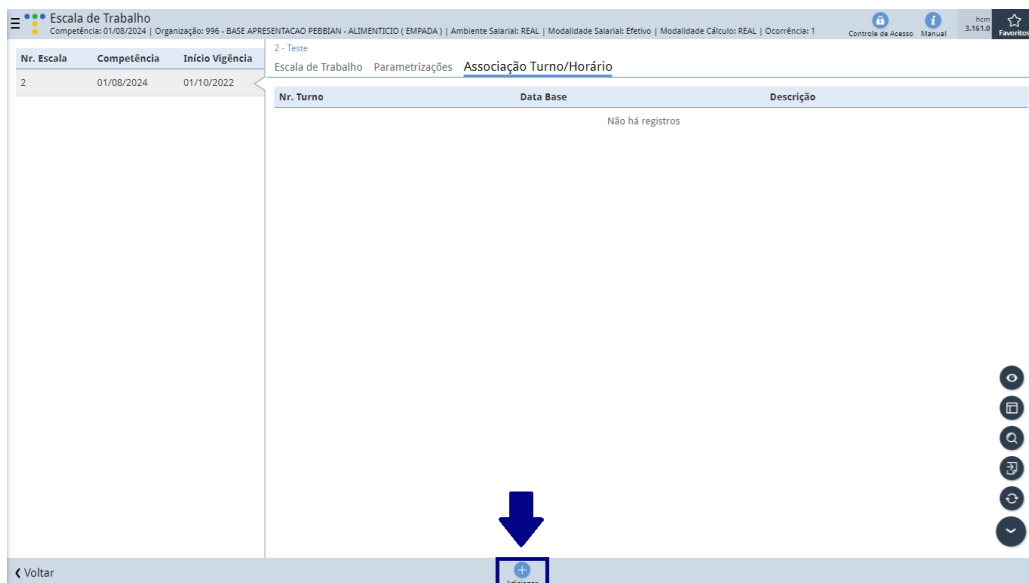 Escala de Trabalho
Competência: 01/08/2024 | Organização: 996 - BASE APRESENTACAO PEBBIAN - ALIMENTICIO ( EMPADA ) | Ambiente Salarial: REAL | Modalidade Salarial: Efetivo | Modalidade Cálculo: REAL | Ocorrência: 1
Controle de Acesso
Manual
hcm
3.161.0
Favoritos
Nr. Escala Competência Início Vigência
2 01/08/2024 01/10/2022
2 - Teste
Escala de Trabalho Parametrizações Associação Turno/Horário
Nr. Turno Data Base Descrição
Não há registros
Voltar
Adicionar